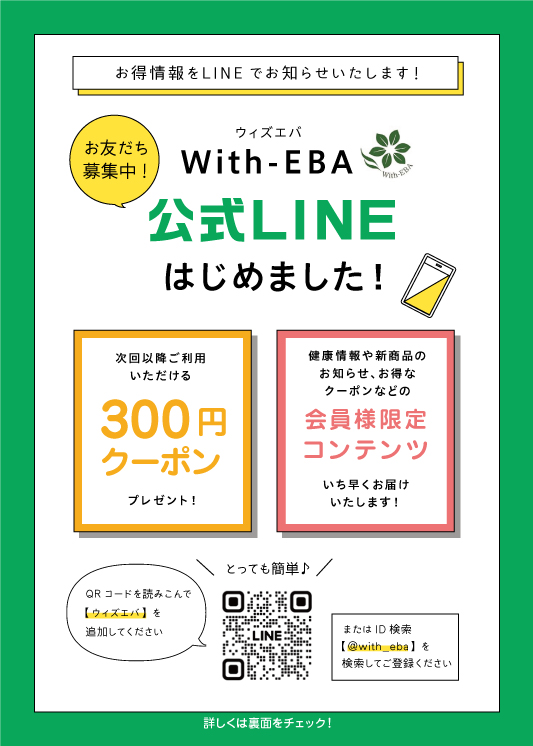 お得情報をLINEでお知らせいたします！
お友だち
募集中！
ウィズエバ
With-EBA
With-EBA
公式LINE
はじめました！
次回以降ご利用
いただける
300円
クーポン
プレゼント！
健康情報や新商品の
お知らせ、お得な
クーポンなどの
会員様限定
コンテンツ
いち早くお届け
いたします！
とっても簡単♪
QRコードを読みこんで
【ウィズエバ】を
追加してください
LINE
またはID検索
【@with_eba】を
検索してご登録ください
詳しくは裏面をチェック！